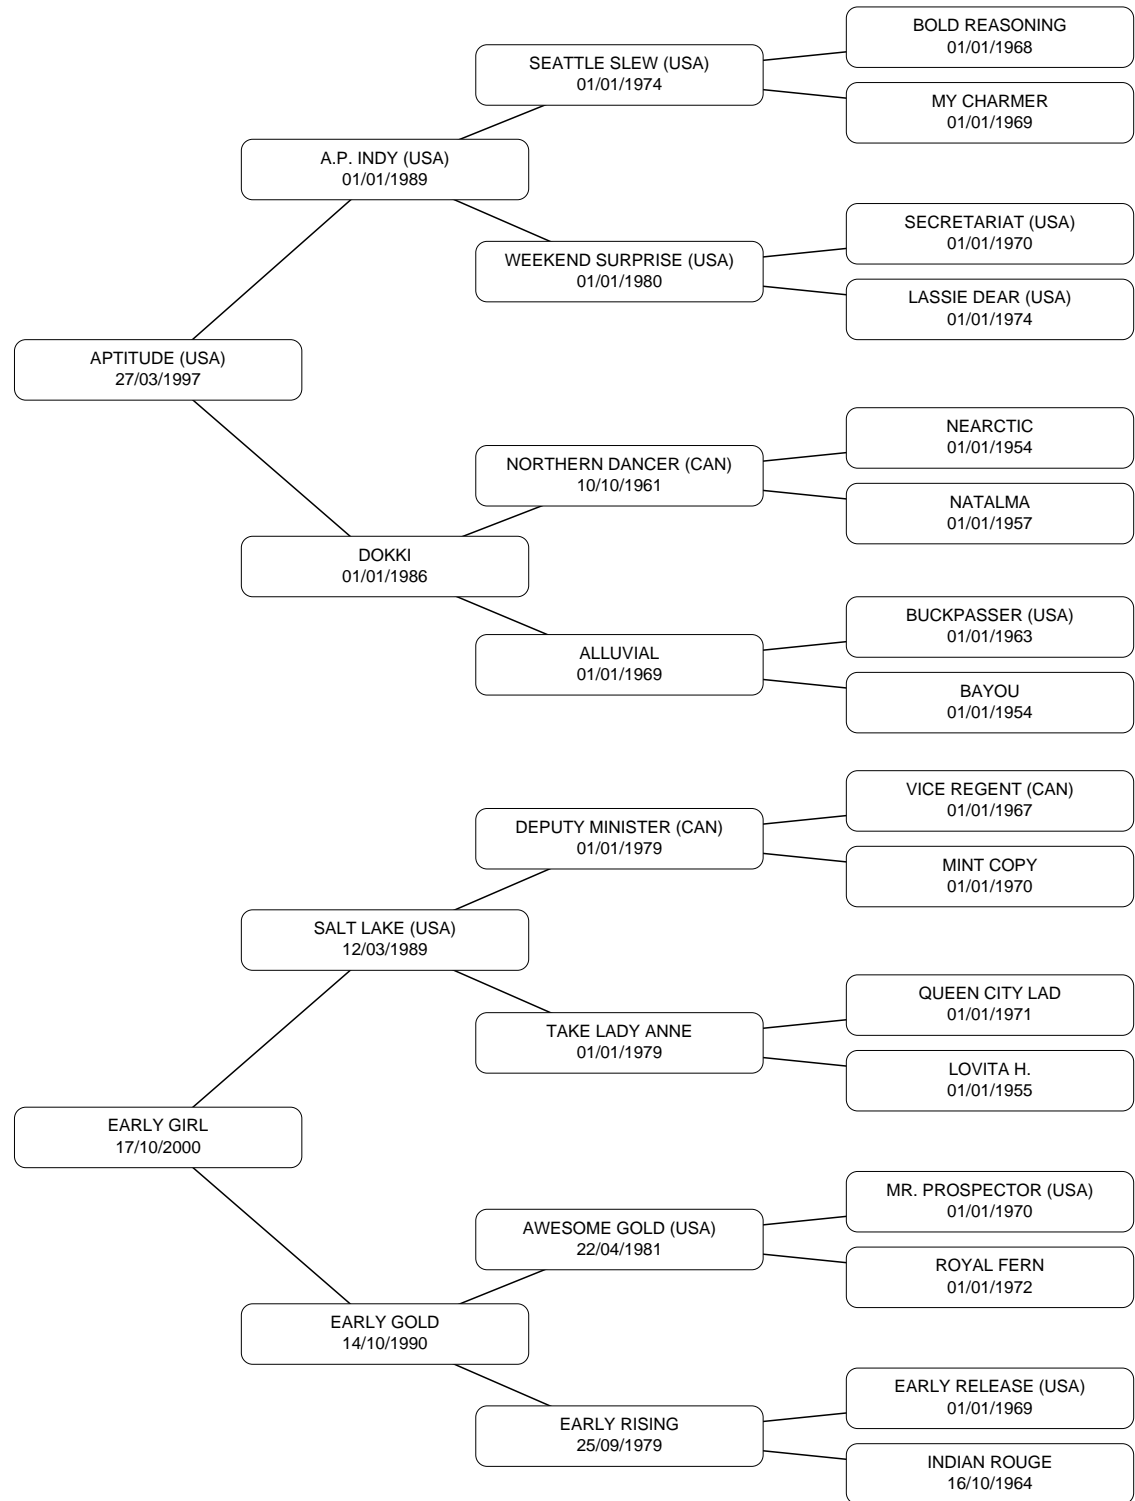 BOLD REASONING
01/01/1968
SEATTLE SLEW (USA)
01/01/1974
MY CHARMER
01/01/1969
A.P. INDY (USA)
01/01/1989
SECRETARIAT (USA)
01/01/1970
WEEKEND SURPRISE (USA)
01/01/1980
LASSIE DEAR (USA)
01/01/1974
APTITUDE (USA)
27/03/1997
NEARCTIC
01/01/1954
NORTHERN DANCER (CAN)
10/10/1961
NATALMA
01/01/1957
DOKKI
01/01/1986
BUCKPASSER (USA)
01/01/1963
ALLUVIAL
01/01/1969
BAYOU
01/01/1954
VICE REGENT (CAN)
01/01/1967
DEPUTY MINISTER (CAN)
01/01/1979
MINT COPY
01/01/1970
SALT LAKE (USA)
12/03/1989
QUEEN CITY LAD
01/01/1971
TAKE LADY ANNE
01/01/1979
LOVITA H.
01/01/1955
EARLY GIRL
17/10/2000
MR. PROSPECTOR (USA)
01/01/1970
AWESOME GOLD (USA)
22/04/1981
ROYAL FERN
01/01/1972
EARLY GOLD
14/10/1990
EARLY RELEASE (USA)
01/01/1969
EARLY RISING
25/09/1979
INDIAN ROUGE
16/10/1964